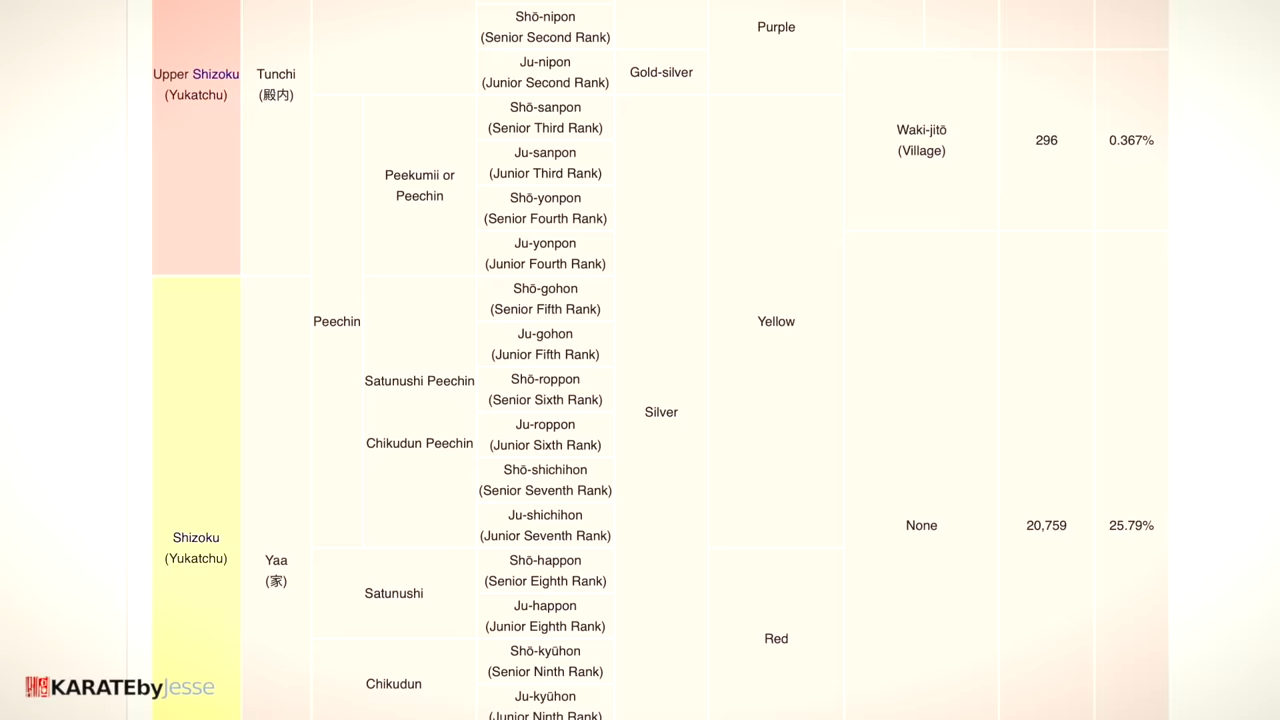 Shō-nipon
(Senior Second Rank)
Purple
Upper Shizoku
(Yukatchu)
Tunchi
(殿内)
Ju-nipon
(Junior Second Rank)
Gold-silver
Peekumii or
Peechin
Shō-sanpon
(Senior Third Rank)
Ju-sanpon
(Junior Third Rank)
Shō-yonpon
(Senior Fourth Rank)
Ju-yonpon
(Junior Fourth Rank)
Waki-jitō
(Village)
296
0.367%
Peechin
Shō-gohon
(Senior Fifth Rank)
Ju-gohon
(Junior Fifth Rank)
Yellow
Satunushi Peechin
Chikudun Peechin
Shō-roppon
(Senior Sixth Rank)
Ju-roppon
(Junior Sixth Rank)
Silver
Shō-shichihon
(Senior Seventh Rank)
Ju-shichihon
(Junior Seventh Rank)
None
20,759
25.79%
Shizoku
(Yukatchu)
Yaa
(家)
Satunushi
Shō-happon
(Senior Eighth Rank)
Ju-happon
(Junior Eighth Rank)
Red
Chikudun
Shō-kyūhon
(Senior Ninth Rank)
Ju-kyūhon
(Junior Ninth Rank)
KARATEbyJesse